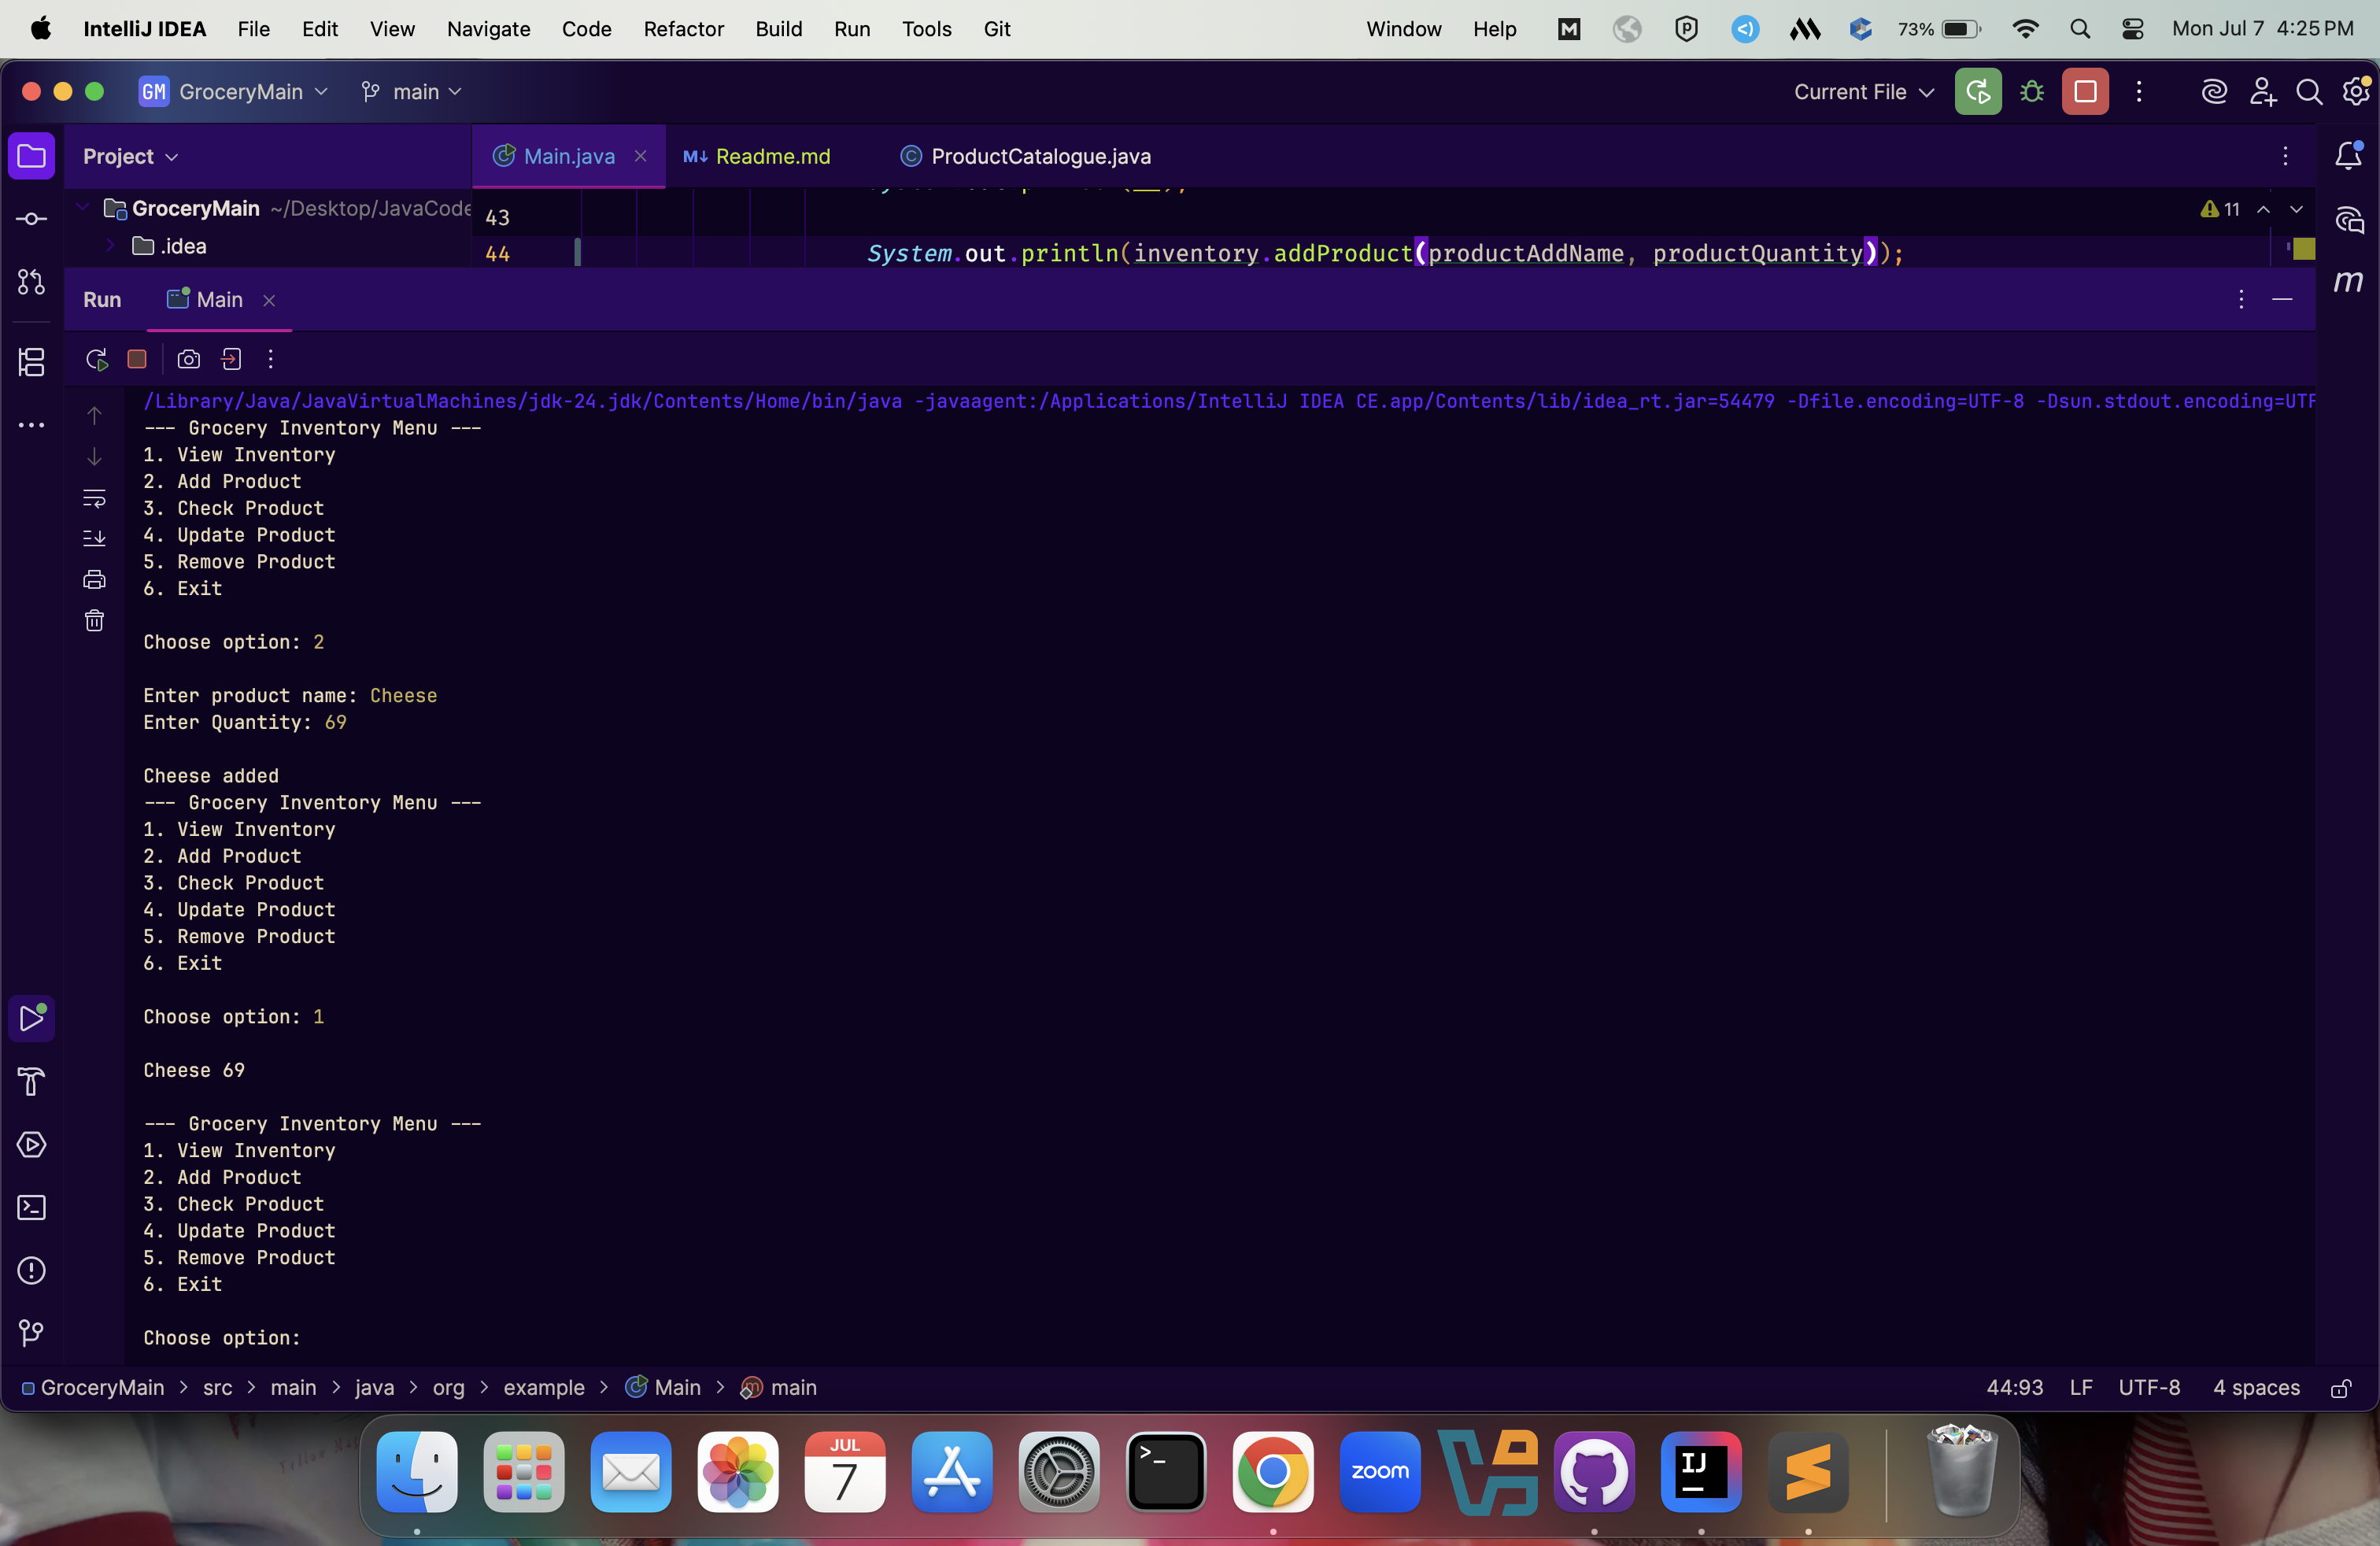 IntelliJ IDEA File Edit View Navigate Code Refactor Build Run Tools Git Window Help 73% Mon Jul 7 4:25 PM
GM GroceryMain main Current File
Project Main.java M↓ Readme.md ProductCatalogue.java
GroceryMain ~/Desktop/JavaCode 43 11
.idea 44 System.out.println(inventory.addProduct(productAddName, productQuantity));
Run Main
/Library/Java/JavaVirtualMachines/jdk-24.jdk/Contents/Home/bin/java -javaagent:/Applications/IntelliJ IDEA CE.app/Contents/lib/idea_rt.jar=54479 -Dfile.encoding=UTF-8 -Dsun.stdout.encoding=UTF
--- Grocery Inventory Menu ---
1. View Inventory
2. Add Product
3. Check Product
4. Update Product
5. Remove Product
6. Exit
Choose option: 2
Enter product name: Cheese
Enter Quantity: 69
Cheese added
--- Grocery Inventory Menu ---
1. View Inventory
2. Add Product
3. Check Product
4. Update Product
5. Remove Product
6. Exit
Choose option: 1
Cheese 69
--- Grocery Inventory Menu ---
1. View Inventory
2. Add Product
3. Check Product
4. Update Product
5. Remove Product
6. Exit
Choose option:
GroceryMain > src > main > java > org > example > Main > main 44:93 LF UTF-8 4 spaces
JUL
7
zoom
IJ